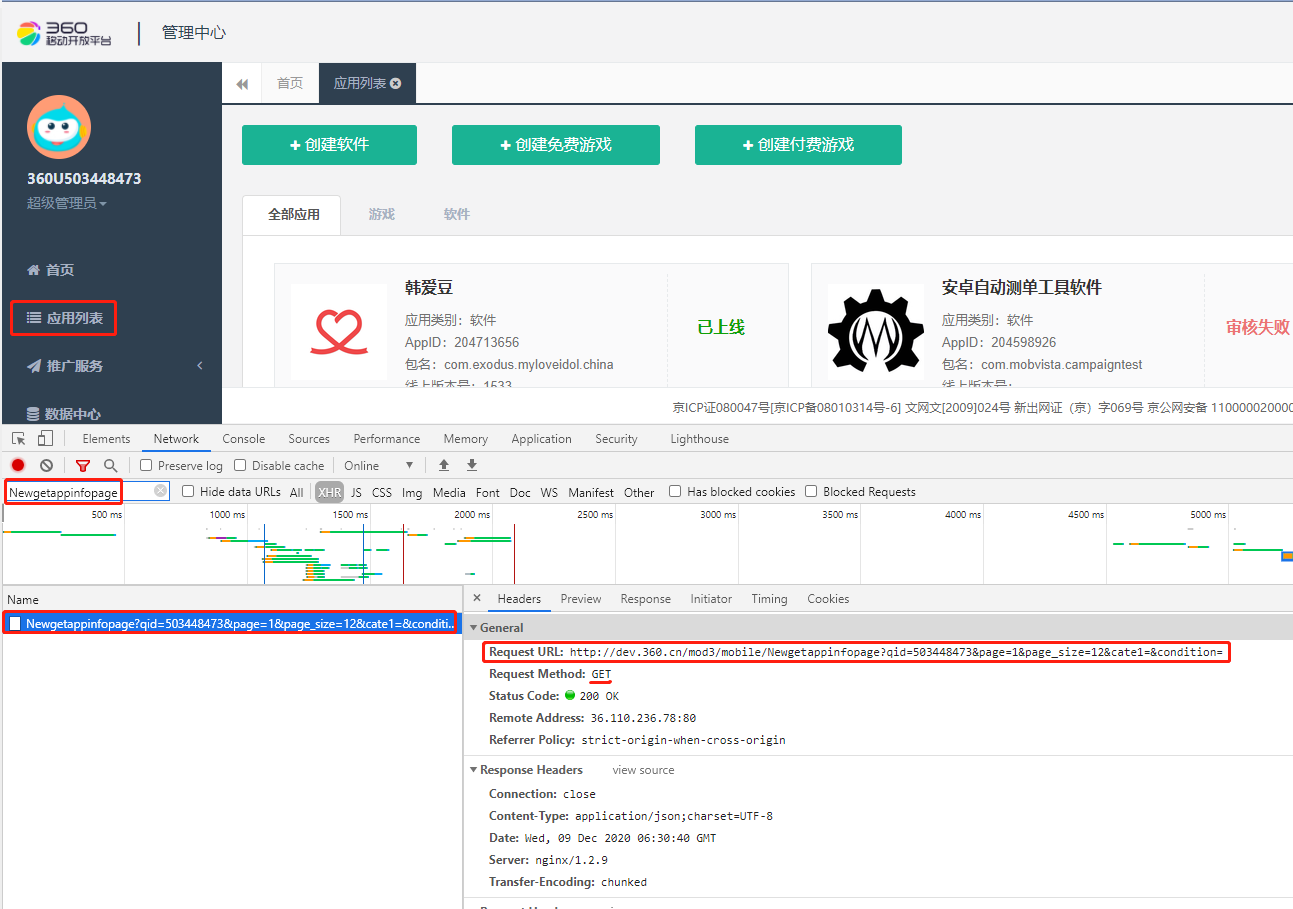 360 移动开放平台 管理中心
首页 应用列表
+ 创建软件 + 创建免费游戏 + 创建付费游戏
360U503448473
超级管理员
全部应用 游戏 软件
首页
应用列表
推广服务
数据中心
韩爱豆
应用类别：软件
AppID：204713656
包名：com.exodus.myloveidol.china
线上版本号：1533
已上线
安卓自动测单工具软件
应用类别：软件
AppID：204598926
包名：com.mobvista.campaigntest
线上版本号：
审核失败
京ICP证080047号[京ICP备08010314号-6] 文网文[2009]024号 新出网证（京）字069号 京公网安备 110000020000
Elements Network Console Sources Performance Memory Application Security Lighthouse
Preserve log Disable cache Online
Newgetappinfopage Hide data URLs All XHR JS CSS Img Media Font Doc WS Manifest Other Has blocked cookies Blocked Requests
500 ms 1000 ms 1500 ms 2000 ms 2500 ms 3000 ms 3500 ms 4000 ms 4500 ms 5000 ms
Name
Newgetappinfopage?qid=503448473&page=1&page_size=12&cate1=&conditi...
× Headers Preview Response Initiator Timing Cookies
General
Request URL: http://dev.360.cn/mod3/mobile/Newgetappinfopage?qid=503448473&page=1&page_size=12&cate1=&condition=
Request Method: GET
Status Code: 200 OK
Remote Address: 36.110.236.78:80
Referrer Policy: strict-origin-when-cross-origin
Response Headers view source
Connection: close
Content-Type: application/json;charset=UTF-8
Date: Wed, 09 Dec 2020 06:30:40 GMT
Server: nginx/1.2.9
Transfer-Encoding: chunked